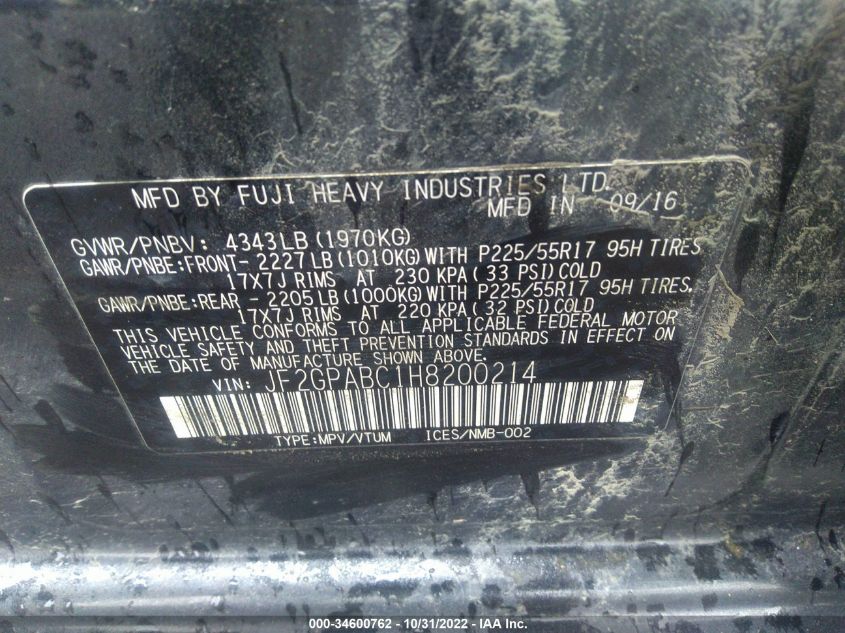 MFD BY FUJI HEAVY INDUSTRIES LTD.
MFD IN 09/16
GVWR/PNBV: 4343LB (1970KG)
GAWR/PNBE:FRONT- 2227LB (1010KG) WITH P225/55R17 95H TIRES
17X7J RIMS AT 230 KPA (33 PSI) COLD
GAWR/PNBE:REAR - 2205LB (1000KG) WITH P225/55R17 95H TIRES.
17X7J RIMS AT 220 KPA (32 PSI) COLD
THIS VEHICLE CONFORMS TO ALL APPLICABLE FEDERAL MOTOR
VEHICLE SAFETY AND THEFT PREVENTION STANDARDS IN EFFECT ON
THE DATE OF MANUFACTURE SHOWN ABOVE.
VIN: JF2GPABC1H8200214
TYPE:MPV/VTUM ICES/NMB-002
000-34600762 - 10/31/2022 - IAA Inc.